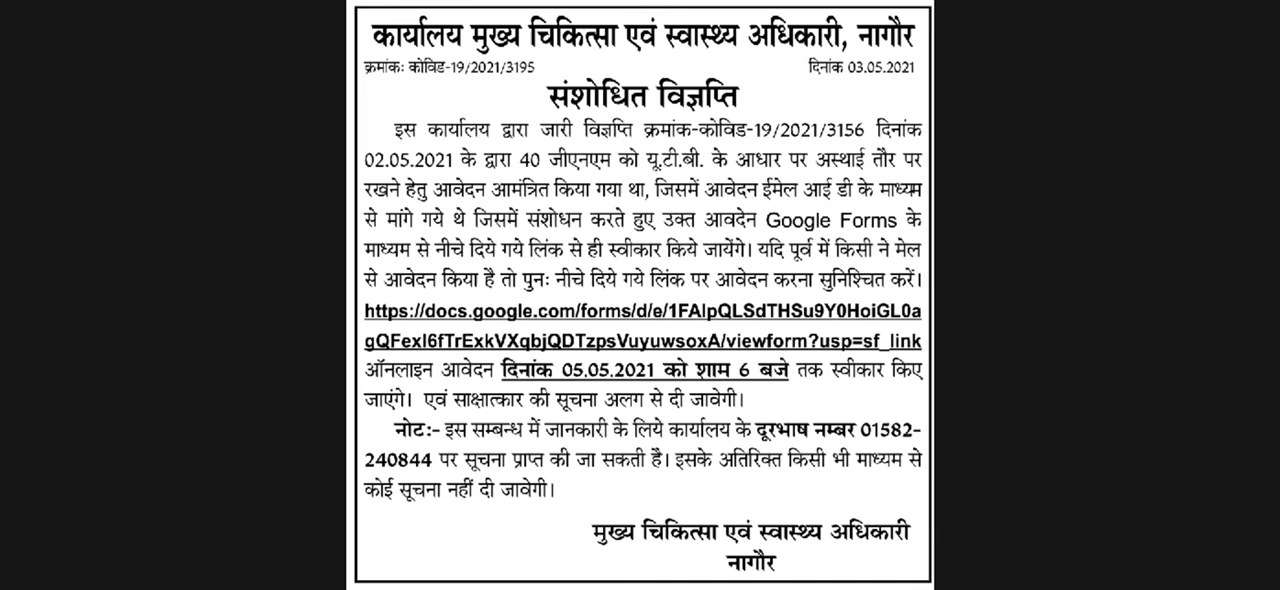 कार्यालय मुख्य चिकित्सा एवं स्वास्थ्य अधिकारी, नागौर
क्रमांकः कोविड-19/2021/3195 दिनांक 03.05.2021
संशोधित विज्ञप्ति
इस कार्यालय द्वारा जारी विज्ञप्ति क्रमांक-कोविड-19/2021/3156 दिनांक
02.05.2021 के द्वारा 40 जीएनएम को यू.टी.बी. के आधार पर अस्थाई तौर पर
रखने हेतु आवेदन आमंत्रित किया गया था, जिसमें आवेदन ईमेल आई डी के माध्यम
से मांगे गये थे जिसमें संशोधन करते हुए उक्त आवदेन Google Forms के
माध्यम से नीचे दिये गये लिंक से ही स्वीकार किये जायेंगे। यदि पूर्व में किसी ने मेल
से आवेदन किया है तो पुनः नीचे दिये गये लिंक पर आवेदन करना सुनिश्चित करें।
https://docs.google.com/forms/d/e/1FAIpQLSdTHSu9Y0HoiGL0a
gQFexI6fTrExkVXqbjQDTzpsVuyuwsoxA/viewform?usp=sf_link
ऑनलाइन आवेदन दिनांक 05.05.2021 को शाम 6 बजे तक स्वीकार किए
जाएंगे। एवं साक्षात्कार की सूचना अलग से दी जावेगी।
नोटः- इस सम्बन्ध में जानकारी के लिये कार्यालय के दूरभाष नम्बर 01582-
240844 पर सूचना प्राप्त की जा सकती है। इसके अतिरिक्त किसी भी माध्यम से
कोई सूचना नहीं दी जावेगी।
मुख्य चिकित्सा एवं स्वास्थ्य अधिकारी
नागौर